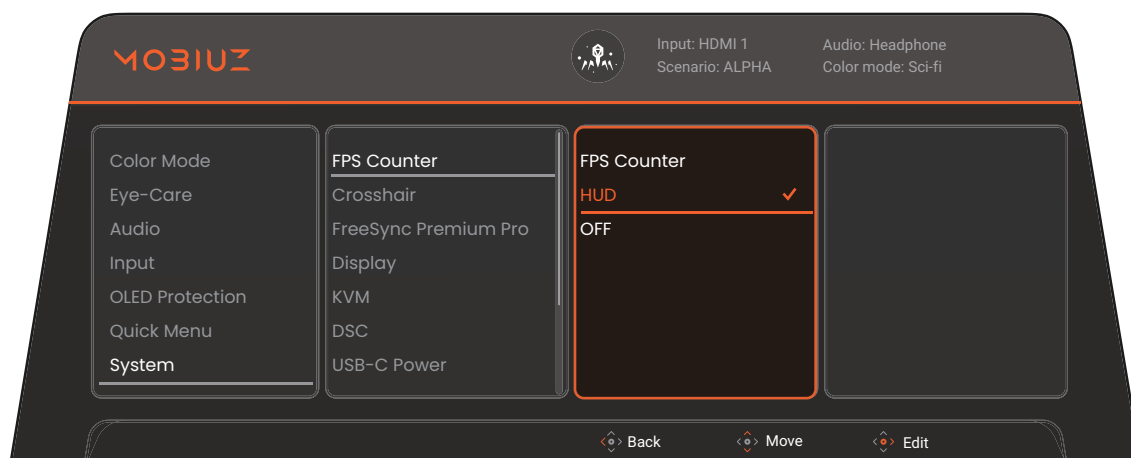 MOBIUZ
Input: HDMI 1
Scenario: ALPHA
Audio: Headphone
Color mode: Sci-fi
Color Mode
Eye-Care
Audio
Input
OLED Protection
Quick Menu
System
FPS Counter
Crosshair
FreeSync Premium Pro
Display
KVM
DSC
USB-C Power
FPS Counter
HUD
OFF
Back
Move
Edit